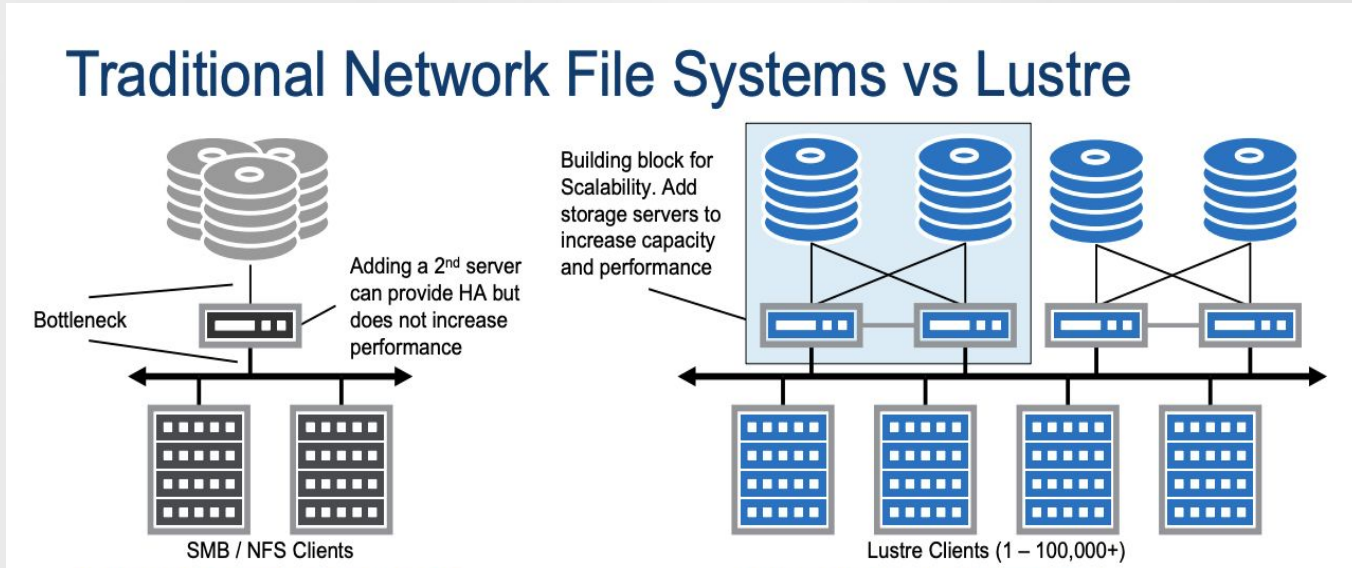 Traditional Network File Systems vs Lustre
Bottleneck
Adding a 2nd server
can provide HA but
does not increase
performance
SMB / NFS Clients
Building block for
Scalability. Add
storage servers to
increase capacity
and performance
Lustre Clients (1 – 100,000+)